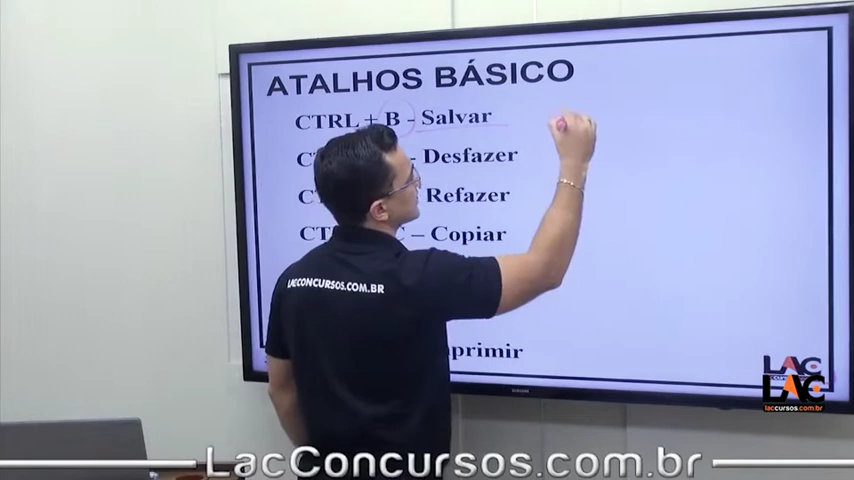 ATALHOS BÁSICO
CTRL + B - Salvar
- Desfazer
Refazer
C – Copiar
primir
LACCONCURSOS.COM.BR
LAC
LAC
laccursos.com.br
LacConcursos.com.br